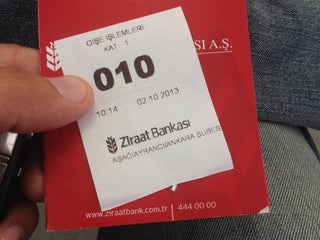 GİŞE İŞLEMLERİ
KAT. 1
SI A.Ş.
010
10:14 02.10.2013
Ziraat Bankası
AŞAĞIAYRANCI/ANKARA ŞUBES
www.ziraatbank.com.tr | 444 00 00